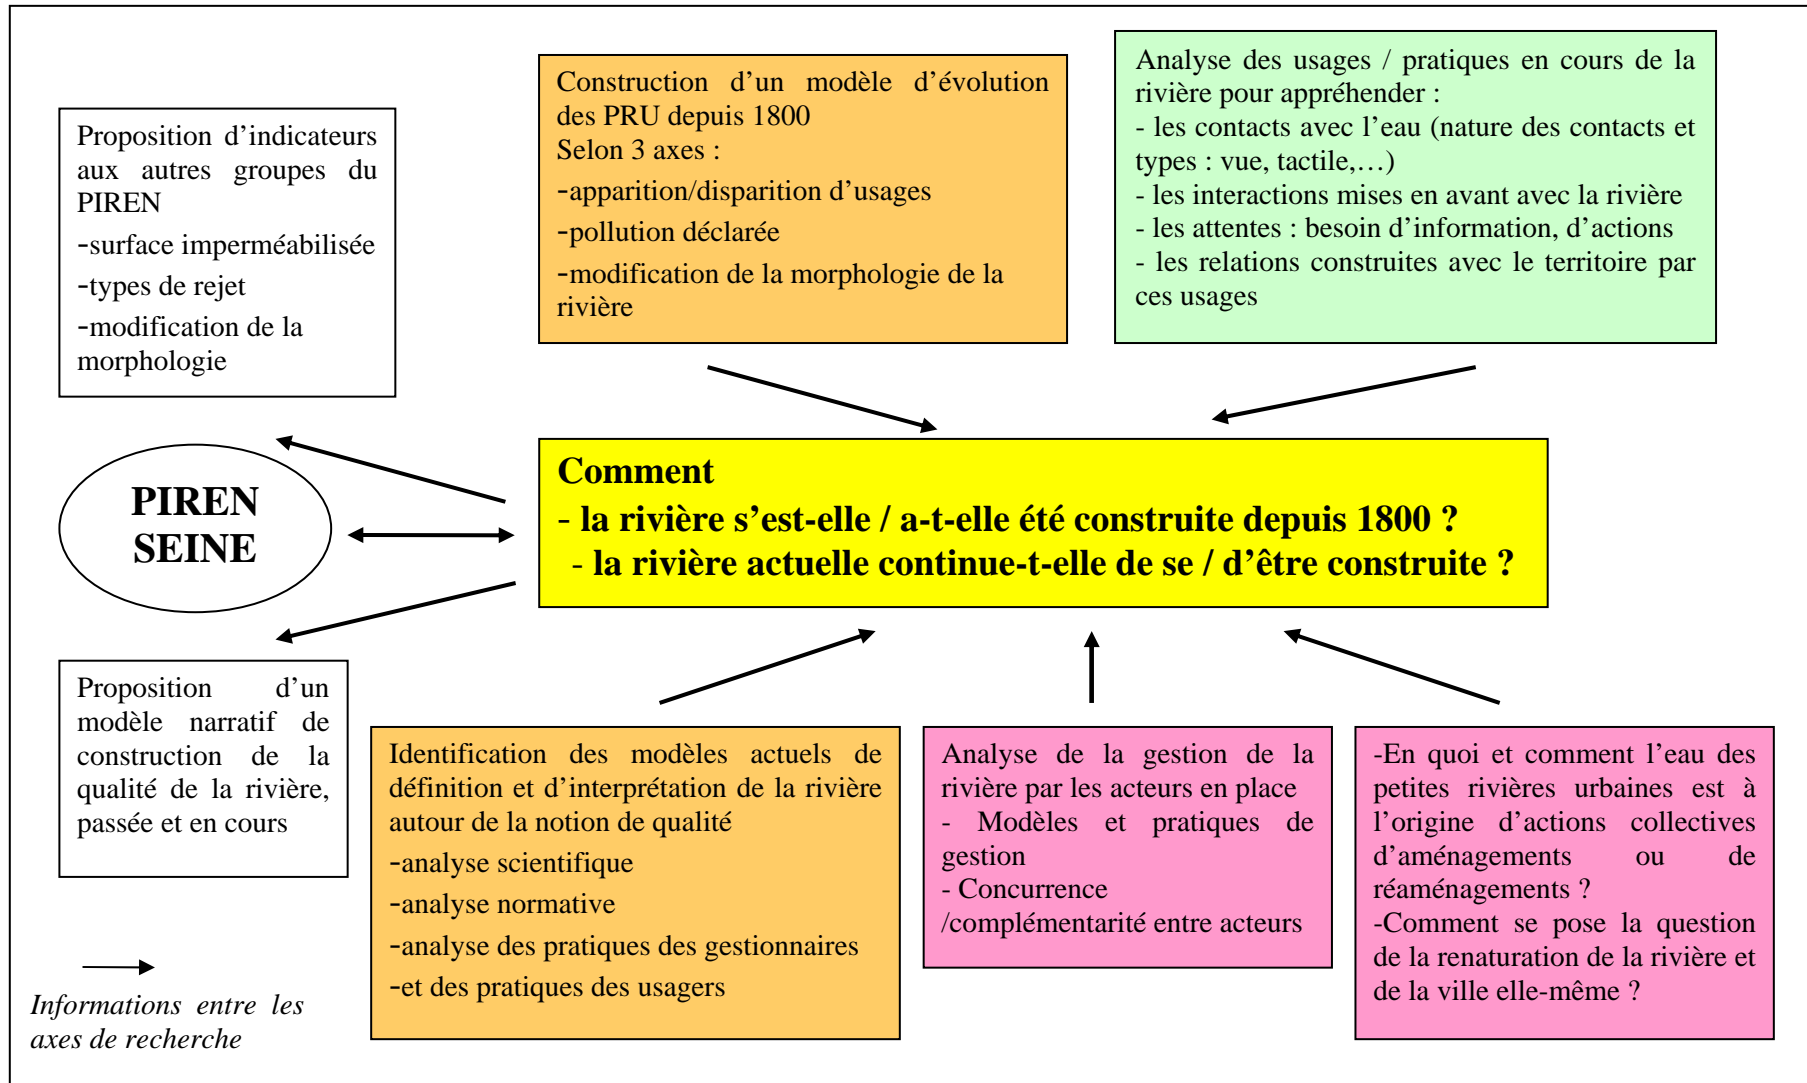 Proposition d’indicateurs
aux autres groupes du
PIREN
-surface imperméabilisée
-types de rejet
-modification de la
morphologie
Construction d’un modèle d’évolution
des PRU depuis 1800
Selon 3 axes :
-apparition/disparition d’usages
-pollution déclarée
-modification de la morphologie de la
rivière
Analyse des usages / pratiques en cours de la
rivière pour appréhender :
- les contacts avec l’eau (nature des contacts et
types : vue, tactile,…)
- les interactions mises en avant avec la rivière
- les attentes : besoin d’information, d’actions
- les relations construites avec le territoire par
ces usages
PIREN
SEINE
Comment
- la rivière s’est-elle / a-t-elle été construite depuis 1800 ?
- la rivière actuelle continue-t-elle de se / d’être construite ?
Proposition d’un
modèle narratif de
construction de la
qualité de la rivière,
passée et en cours
Identification des modèles actuels de
définition et d’interprétation de la rivière
autour de la notion de qualité
-analyse scientifique
-analyse normative
-analyse des pratiques des gestionnaires
-et des pratiques des usagers
Analyse de la gestion de la
rivière par les acteurs en place
- Modèles et pratiques de
gestion
- Concurrence
/complémentarité entre acteurs
-En quoi et comment l’eau des
petites rivières urbaines est à
l’origine d’actions collectives
d’aménagements ou de
réaménagements ?
-Comment se pose la question
de la renaturation de la rivière et
de la ville elle-même ?
Informations entre les
axes de recherche